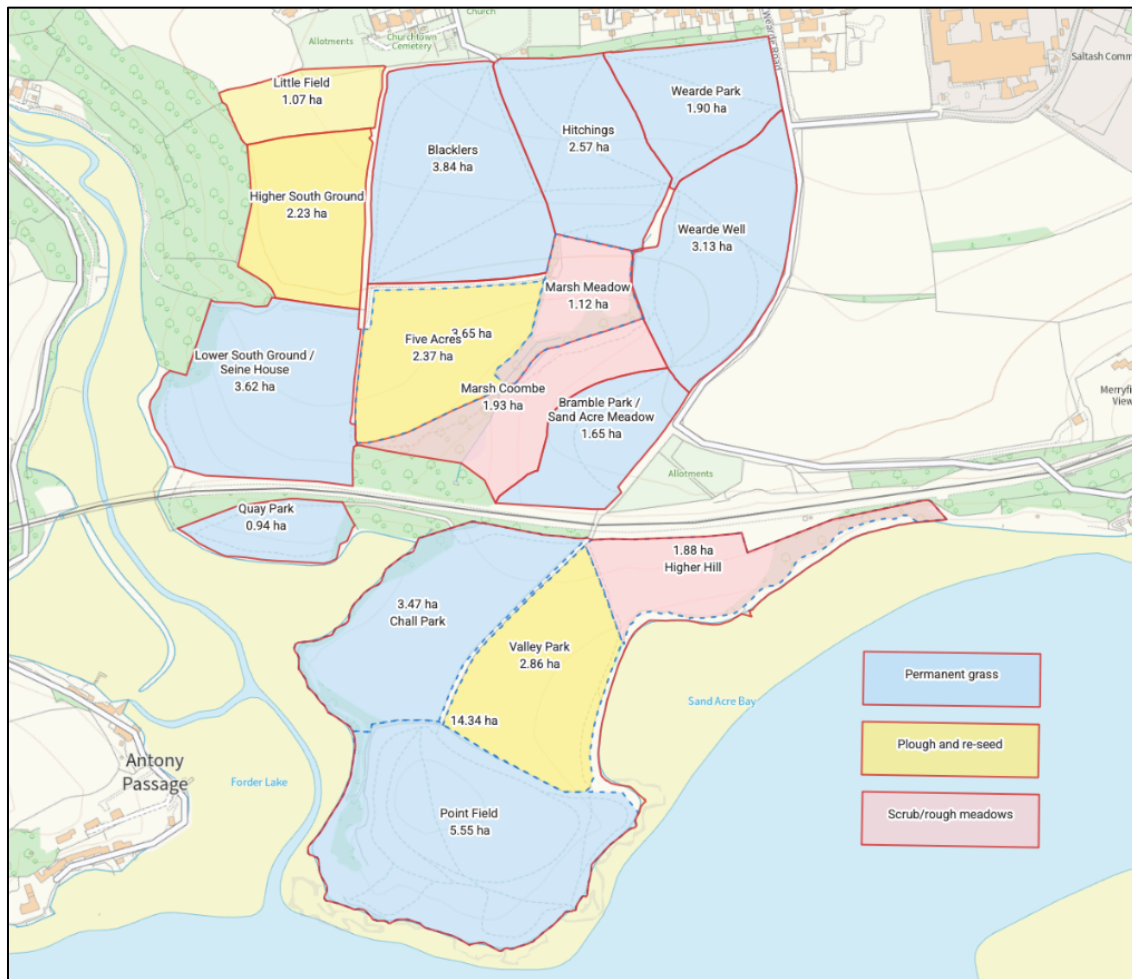 Church
Allotments
Churchtown
Cemetery
Wearde Road
Saltash Comm
Little Field
1.07 ha
Wearde Park
1.90 ha
Hitchings
2.57 ha
Blacklers
3.84 ha
Higher South Ground
2.23 ha
Wearde Well
3.13 ha
Marsh Meadow
1.12 ha
3.65 ha
Five Acres
2.37 ha
Lower South Ground /
Seine House
3.62 ha
Marsh Coombe
1.93 ha
Bramble Park /
Sand Acre Meadow
1.65 ha
Merryfi
View
Allotments
Quay Park
0.94 ha
1.88 ha
Higher Hill
3.47 ha
Chall Park
Valley Park
2.86 ha
14.34 ha
Sand Acre Bay
Permanent grass
Plough and re-seed
Scrub/rough meadows
Antony
Passage
Forder Lake
Point Field
5.55 ha